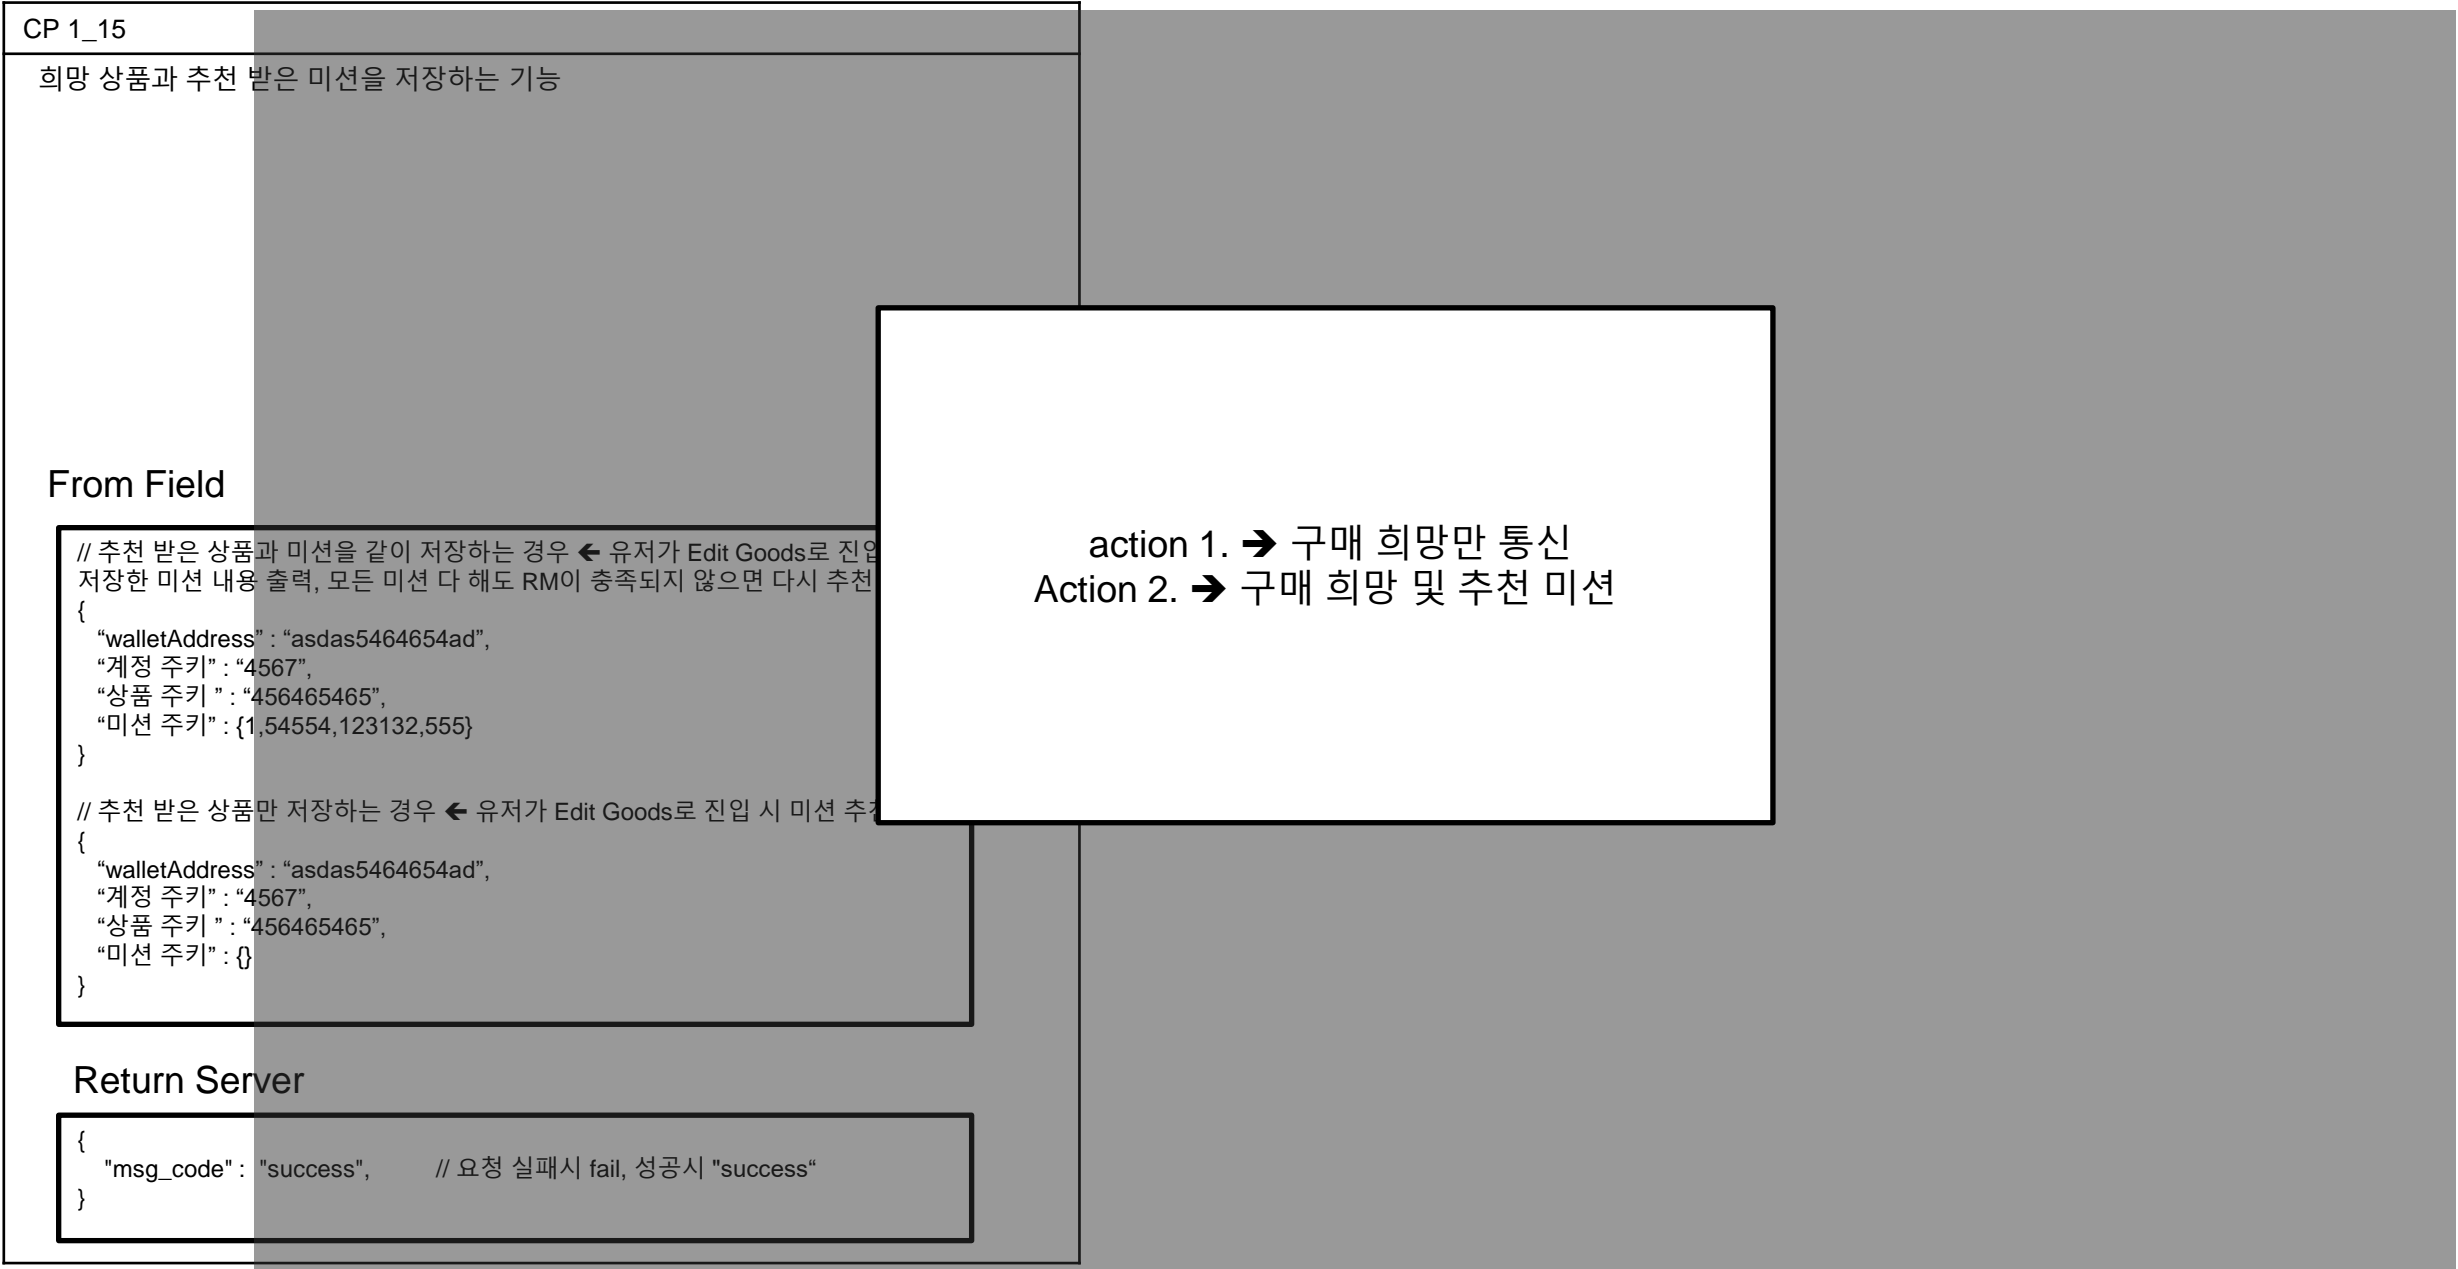 CP 1_15
희망 상품과 추천 받은 미션을 저장하는 기능
From Field
// 추천 받은 상품과 미션을 같이 저장하는 경우 🡸 유저가 Edit Goods로 진입
저장한 미션 내용 출력, 모든 미션 다 해도 RM이 충족되지 않으면 다시 추천
{
“walletAddress” : “asdas5464654ad”,
“계정 주키” : “4567”,
“상품 주키 ” : “456465465”,
“미션 주키” : {1,54554,123132,555}
}
// 추천 받은 상품만 저장하는 경우 🡸 유저가 Edit Goods로 진입 시 미션 추천
{
“walletAddress” : “asdas5464654ad”,
“계정 주키” : “4567”,
“상품 주키 ” : “456465465”,
“미션 주키” : {}
}
Return Server
{
"msg_code" : "success", // 요청 실패시 fail, 성공시 "success“
}
action 1. 🡺 구매 희망만 통신
Action 2. 🡺 구매 희망 및 추천 미션